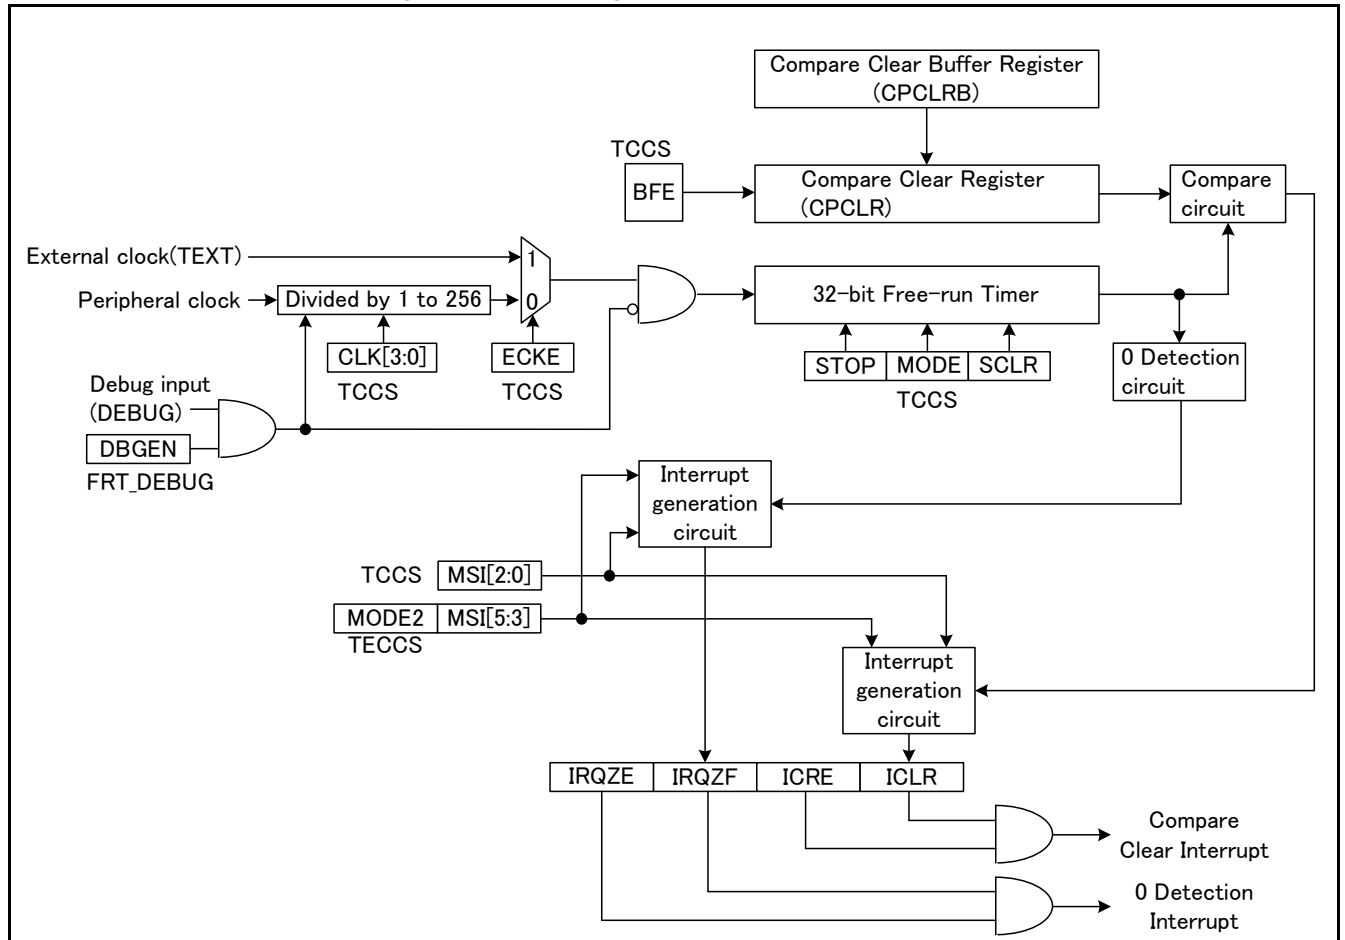 Compare Clear Buffer Register
(CPCLRB)
TCCS
BFE
Compare Clear Register
(CPCLR)
Compare
circuit
External clock(TEXT)
1
Peripheral clock
Divided by 1 to 256
0
32-bit Free-run Timer
CLK[3:0]
ECKE
STOP
MODE
SCLR
0 Detection
circuit
TCCS
TCCS
TCCS
Debug input
(DEBUG)
DBGEN
FRT_DEBUG
Interrupt
generation
circuit
TCCS
MSI[2:0]
MODE2
MSI[5:3]
TECCS
Interrupt
generation
circuit
IRQZE
IRQZF
ICRE
ICLR
Compare
Clear Interrupt
0 Detection
Interrupt